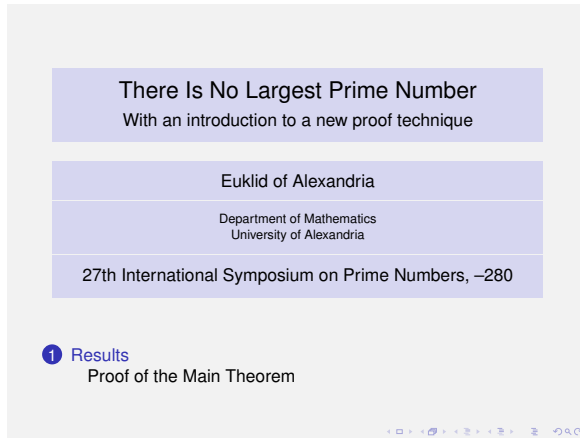 There Is No Largest Prime Number
With an introduction to a new proof technique
Euklid of Alexandria
Department of Mathematics
University of Alexandria
27th International Symposium on Prime Numbers, –280
1 Results
Proof of the Main Theorem